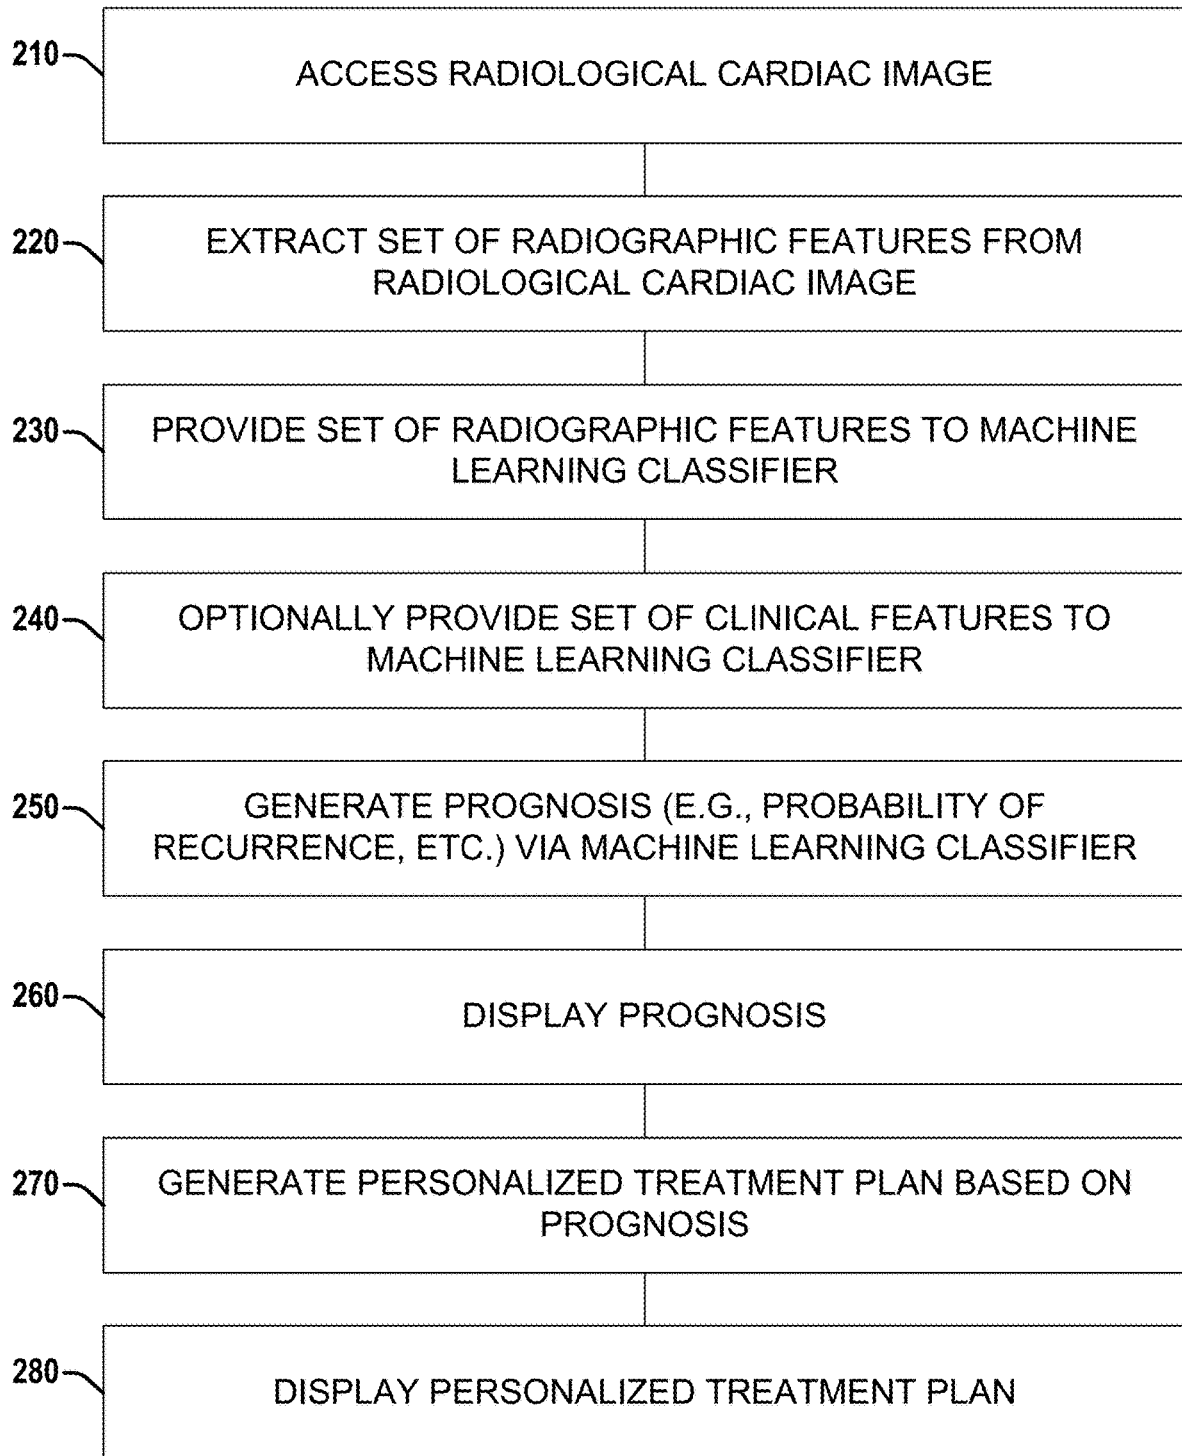 210
ACCESS RADIOLOGICAL CARDIAC IMAGE
220
EXTRACT SET OF RADIOGRAPHIC FEATURES FROM
RADIOLOGICAL CARDIAC IMAGE
230
PROVIDE SET OF RADIOGRAPHIC FEATURES TO MACHINE
LEARNING CLASSIFIER
240
OPTIONALLY PROVIDE SET OF CLINICAL FEATURES TO
MACHINE LEARNING CLASSIFIER
250
GENERATE PROGNOSIS (E.G., PROBABILITY OF
RECURRENCE, ETC.) VIA MACHINE LEARNING CLASSIFIER
260
DISPLAY PROGNOSIS
270
GENERATE PERSONALIZED TREATMENT PLAN BASED ON
PROGNOSIS
280
DISPLAY PERSONALIZED TREATMENT PLAN